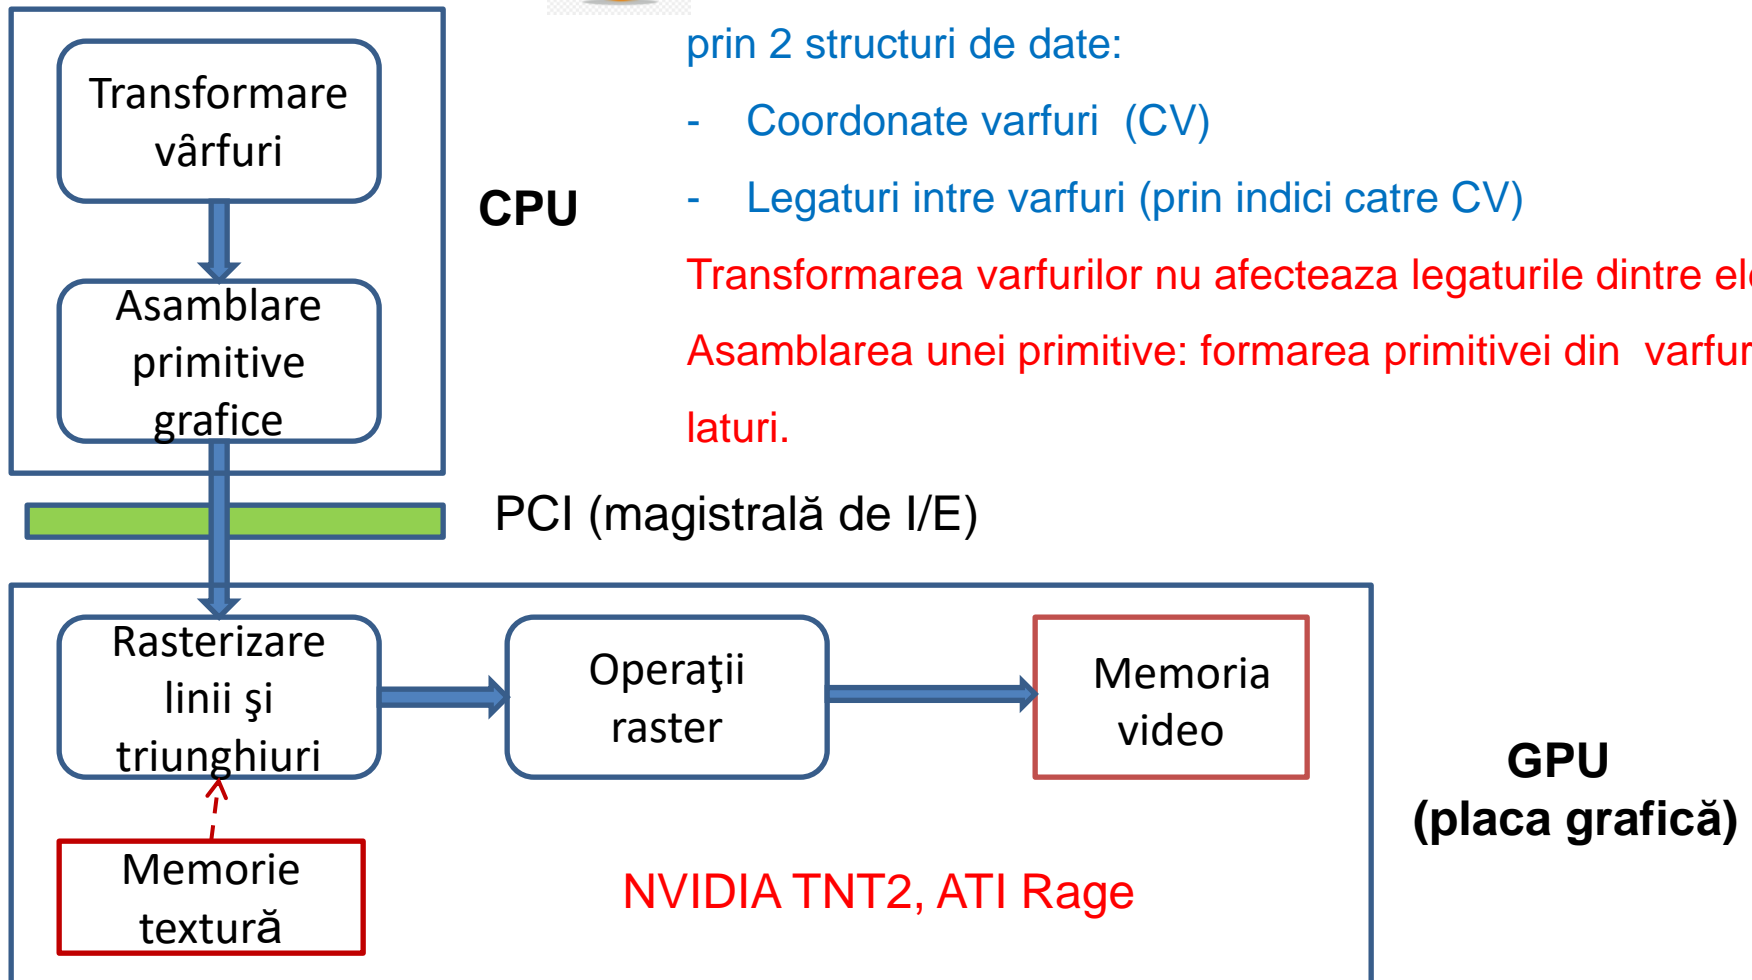 Transformare
vârfuri
Asamblare
primitive
grafice
CPU
prin 2 structuri de date:
- Coordonate varfuri (CV)
- Legaturi intre varfuri (prin indici catre CV)
Transformarea varfurilor nu afecteaza legaturile dintre
Asamblarea unei primitive: formarea primitivei din
laturi.
PCI (magistrală de I/E)
Rasterizare
linii şi
triunghiuri
Operaţii
raster
Memoria
video
Memorie
textură
NVIDIA TNT2, ATI Rage
GPU
(placa grafică)